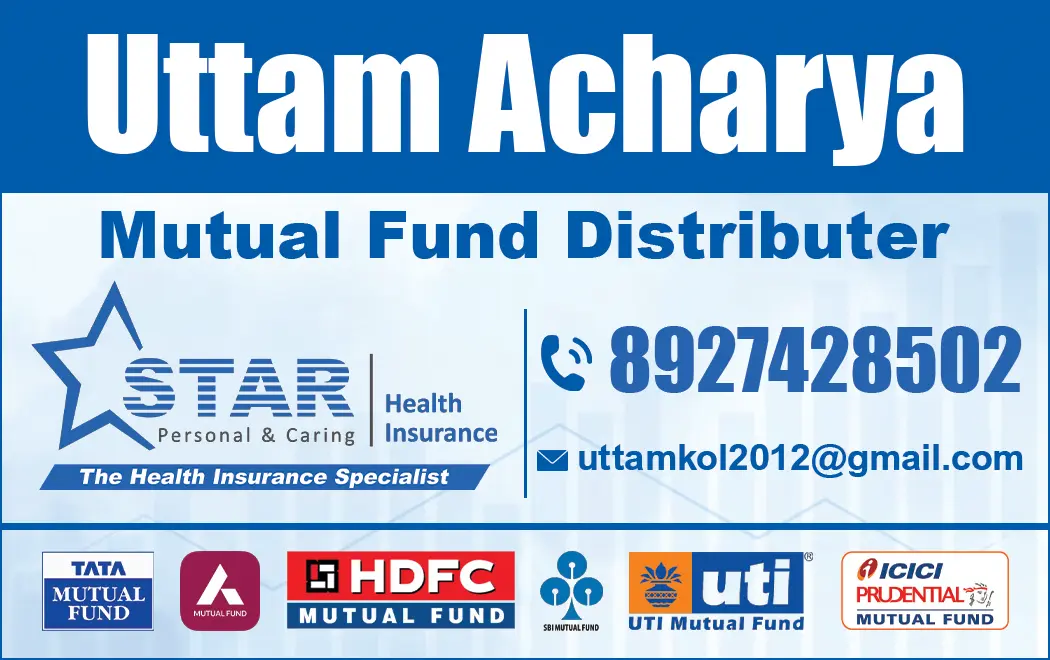 Uttam Acharya
Mutual Fund Distributer
STAR
Personal & Caring
Health
Insurance
The Health Insurance Specialist
8927428502
uttamkol2012@gmail.com
TATA
MUTUAL
FUND
MUTUAL FUND
HDFC
MUTUAL FUND
SBI MUTUAL FUND
uti®
UTI Mutual Fund
ICICI
PRUDENTIAL
MUTUAL FUND